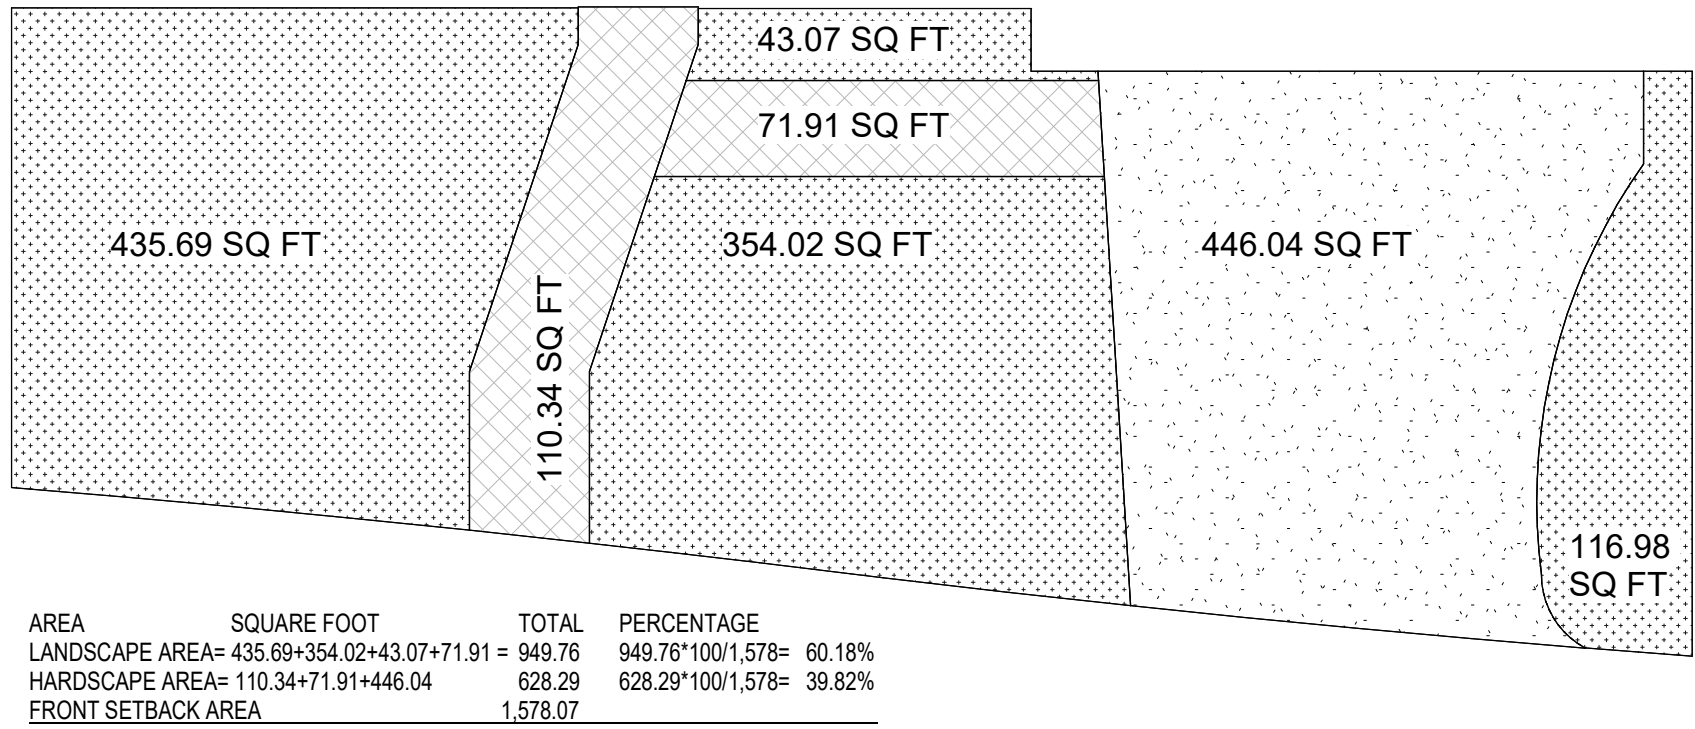 43.07 SQ FT
71.91 SQ FT
435.69 SQ FT
354.02 SQ FT
446.04 SQ FT
110.34 SQ FT
116.98
SQ FT
AREA SQUARE FOOT TOTAL PERCENTAGE
LANDSCAPE AREA= 435.69+354.02+43.07+71.91 = 949.76 949.76*100/1,578= 60.18%
HARDSCAPE AREA= 110.34+71.91+446.04 628.29 628.29*100/1,578= 39.82%
FRONT SETBACK AREA 1,578.07